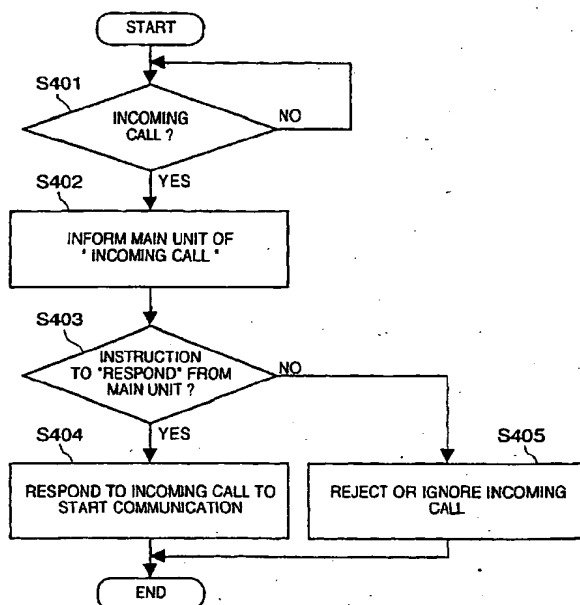 START
S401
INCOMING
CALL ?
NO
YES
S402
INFORM MAIN UNIT OF
" INCOMING CALL "
S403
INSTRUCTION
TO "RESPOND" FROM
MAIN UNIT ?
NO
YES
S404
S405
RESPOND TO INCOMING CALL TO
START COMMUNICATION
REJECT OR IGNORE INCOMING
CALL
END